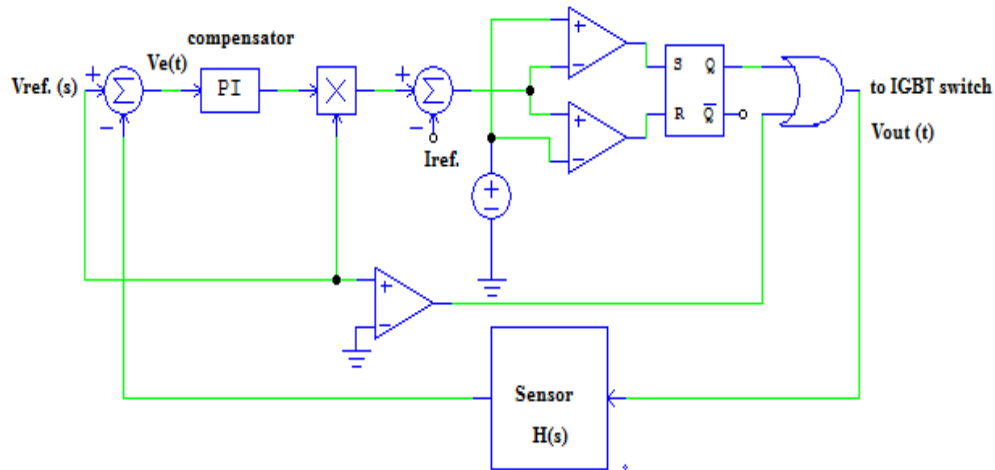 compensator
Vref. (s)
+
Σ
−
Ve(t)
PI
X
+
Σ
−
Iref.
+
−
+
−
+
−
S Q
R Q̅
to IGBT switch
Vout (t)
+
−
Sensor
H(s)